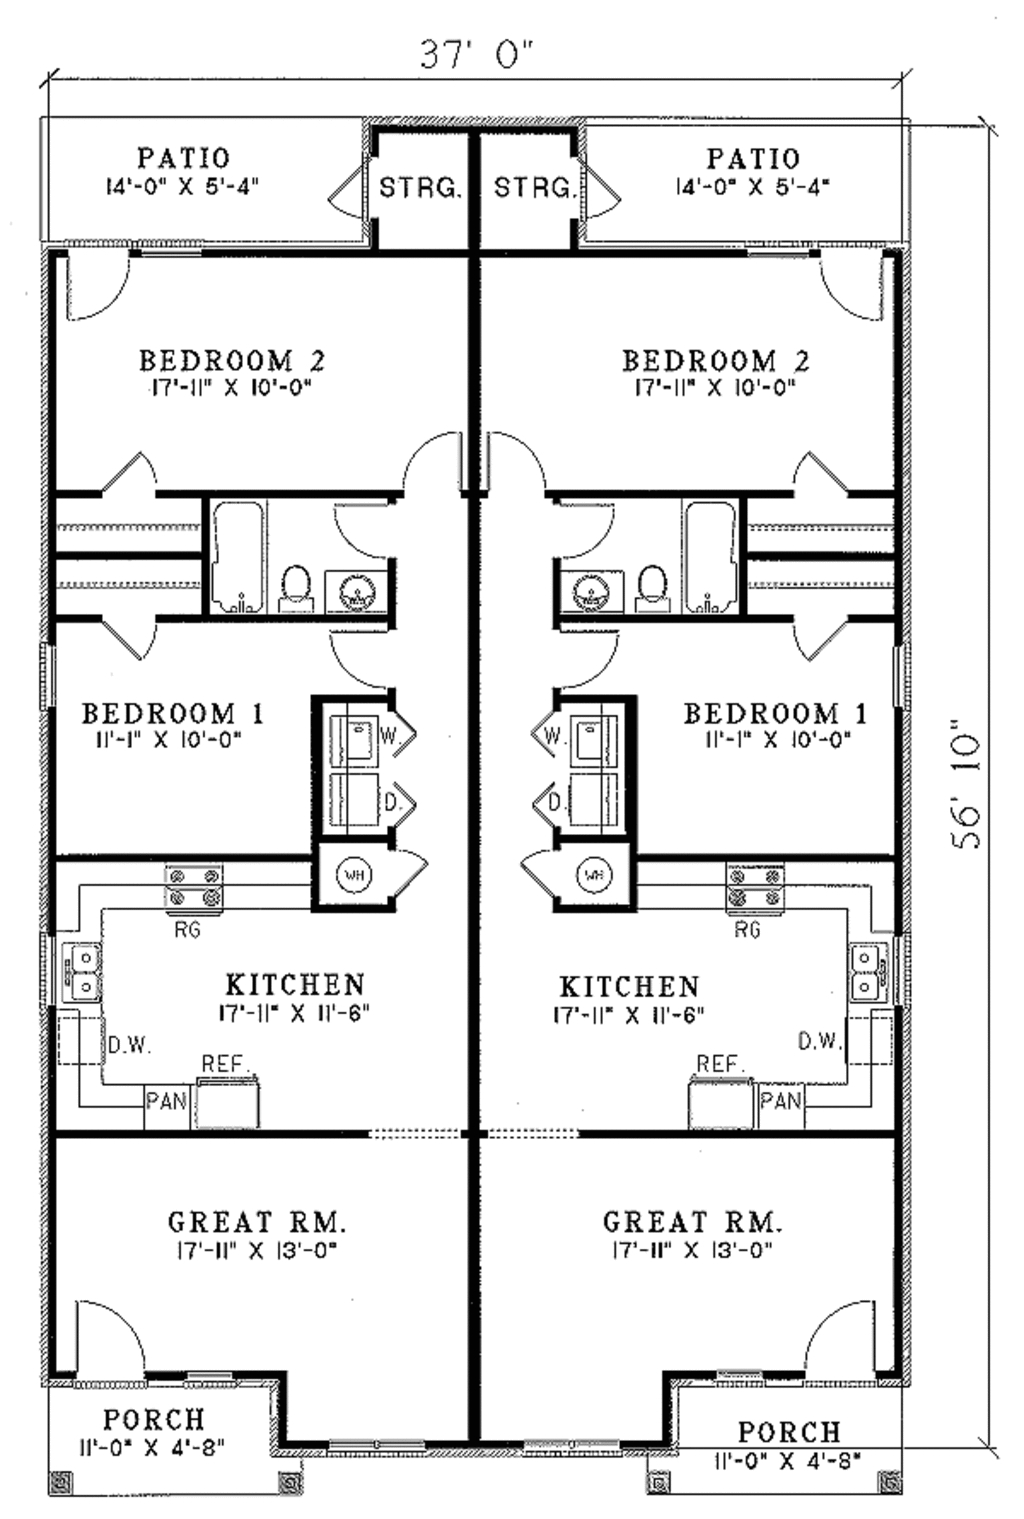 37' 0"
PATIO
14'-0" X 5'-4"
STRG.
STRG.
PATIO
14'-0" X 5'-4"
BEDROOM 2
17'-11" X 10'-0"
BEDROOM 2
17'-11" X 10'-0"
BEDROOM 1
11'-1" X 10'-0"
W.
D.
W.
D.
BEDROOM 1
11'-1" X 10'-0"
56' 10"
WH
WH
RG
RG
KITCHEN
17'-11" X 11'-6"
KITCHEN
17'-11" X 11'-6"
D.W.
REF.
PAN
D.W.
REF.
PAN
GREAT RM.
17'-11" X 13'-0"
GREAT RM.
17'-11" X 13'-0"
PORCH
11'-0" X 4'-8"
PORCH
11'-0" X 4'-8"